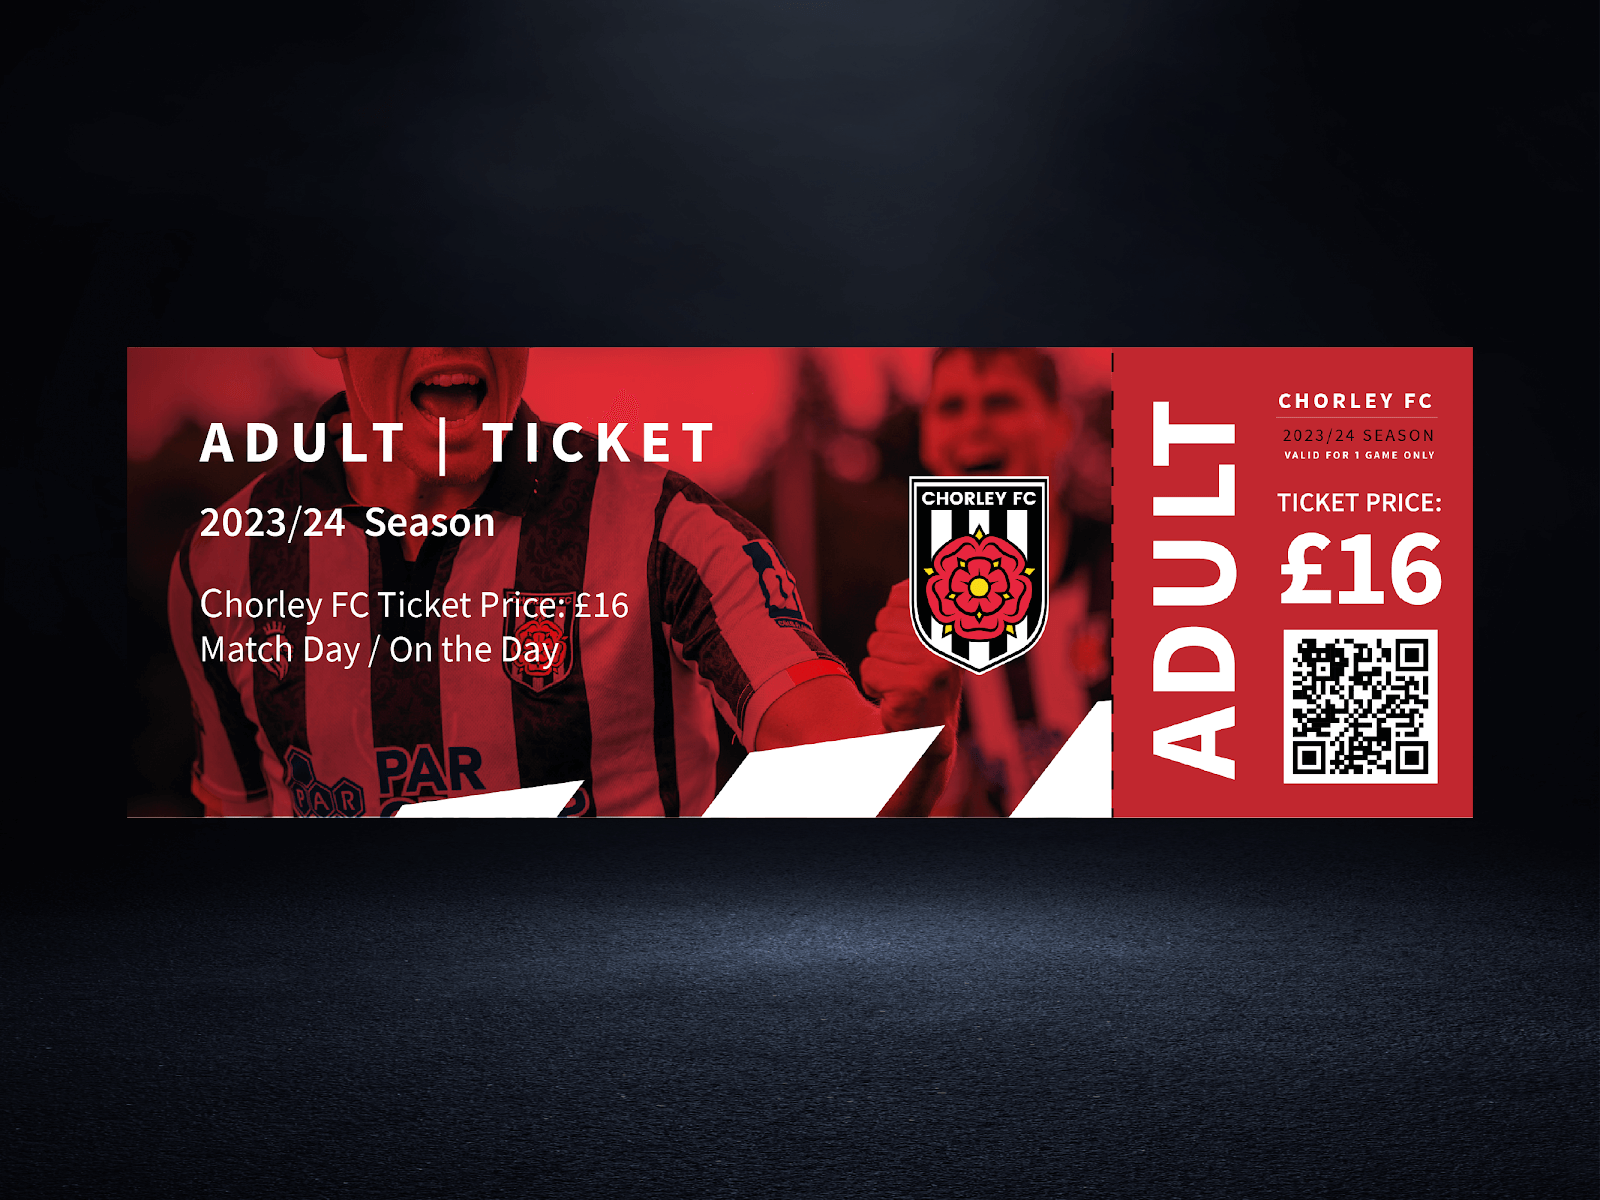 ADULT | TICKET
2023/24 Season
Chorley FC Ticket Price: £16
Match Day / On the Day
CHORLEY FC
PAR
PAR
ADULT
CHORLEY FC
2023/24 SEASON
VALID FOR 1 GAME ONLY
TICKET PRICE:
£16